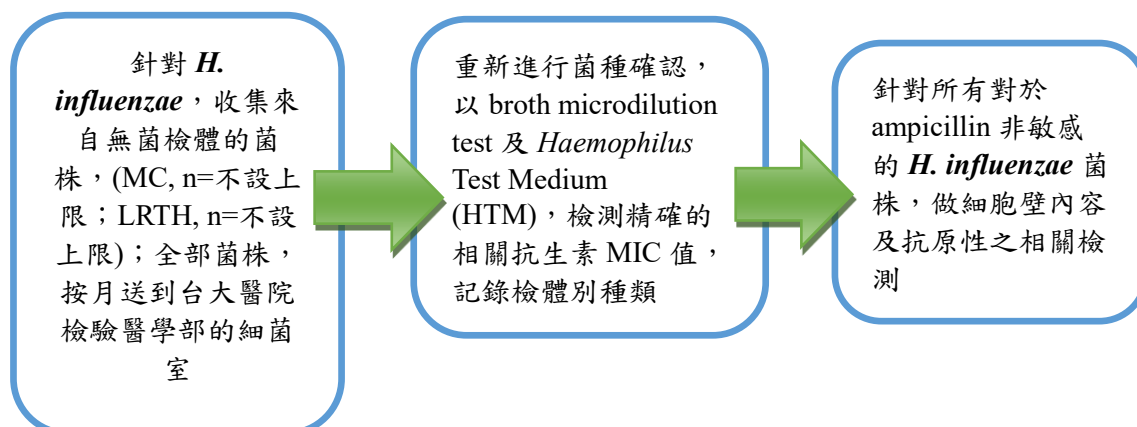 針對 H.
influenzae，收集來
自無菌檢體的菌
株，(MC, n=不設上
限；LRTH, n=不設
上限)；全部菌株，
按月送到台大醫院
檢驗醫學部的細菌
室
重新進行菌種確認，
以 broth microdilution
test 及 Haemophilus
Test Medium
(HTM)，檢測精確的
相關抗生素 MIC 值，
記錄檢體別種類
針對所有對於
ampicillin 非敏感
的 H. influenzae 菌
株，做細胞壁內容
及抗原性之相關檢
測